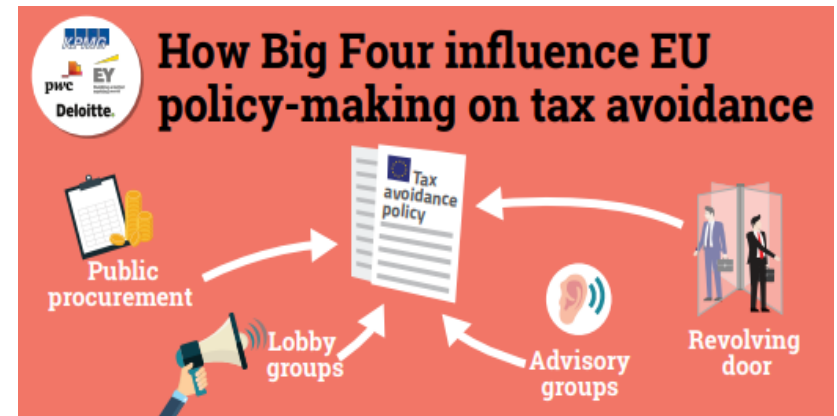 KPMG
pwc
EY
Deloitte.
How Big Four influence EU
policy-making on tax avoidance
Tax
avoidance
policy
Public
procurement
Lobby
groups
Advisory
groups
Revolving
door